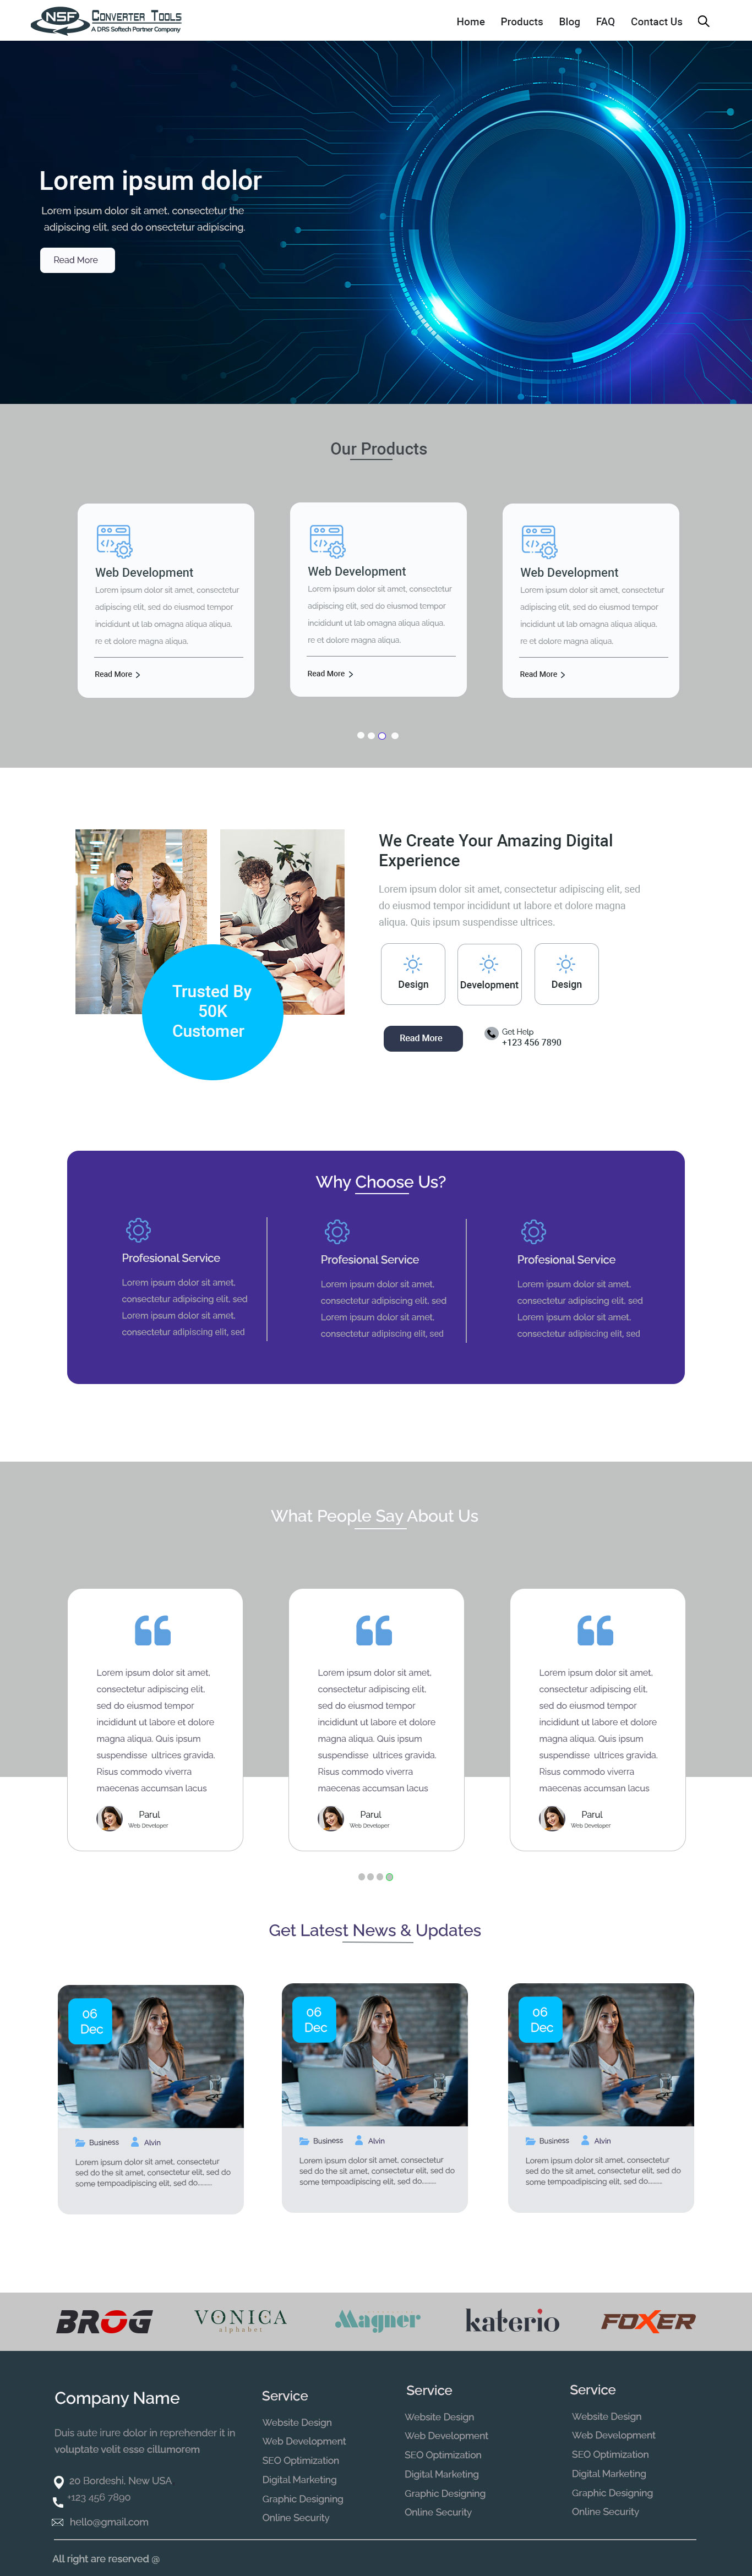 NSF
Converter Tools
A DRS Softech Partner Company
Home Products Blog FAQ Contact Us
Lorem ipsum dolor
Lorem ipsum dolor sit amet, consectetur the
adipiscing elit, sed do onsectetur adipiscing.
Read More
Our Products
Web Development
Lorem ipsum dolor sit amet, consectetur
adipiscing elit, sed do eiusmod tempor
incididunt ut lab omagna aliqua aliqua.
re et dolore magna aliqua.
Read More
Web Development
Lorem ipsum dolor sit amet, consectetur
adipiscing elit, sed do eiusmod tempor
incididunt ut lab omagna aliqua aliqua.
re et dolore magna aliqua.
Read More
Web Development
Lorem ipsum dolor sit amet, consectetur
adipiscing elit, sed do eiusmod tempor
incididunt ut lab omagna aliqua aliqua.
re et dolore magna aliqua.
Read More
Trusted By
50K
Customer
We Create Your Amazing Digital
Experience
Lorem ipsum dolor sit amet, consectetur adipiscing elit, sed
do eiusmod tempor incididunt ut labore et dolore magna
aliqua. Quis ipsum suspendisse ultrices.
Design
Development
Design
Read More
Get Help
+123 456 7890
Why Choose Us?
Profesional Service
Lorem ipsum dolor sit amet,
consectetur adipiscing elit, sed
Lorem ipsum dolor sit amet,
consectetur adipiscing elit, sed
Profesional Service
Lorem ipsum dolor sit amet,
consectetur adipiscing elit, sed
Lorem ipsum dolor sit amet,
consectetur adipiscing elit, sed
Profesional Service
Lorem ipsum dolor sit amet,
consectetur adipiscing elit, sed
Lorem ipsum dolor sit amet,
consectetur adipiscing elit, sed
What People Say About Us
Lorem ipsum dolor sit amet,
consectetur adipiscing elit,
sed do eiusmod tempor
incididunt ut labore et dolore
magna aliqua. Quis ipsum
suspendisse ultrices gravida.
Risus commodo viverra
maecenas accumsan lacus
Parul
Web Developer
Lorem ipsum dolor sit amet,
consectetur adipiscing elit,
sed do eiusmod tempor
incididunt ut labore et dolore
magna aliqua. Quis ipsum
suspendisse ultrices gravida.
Risus commodo viverra
maecenas accumsan lacus
Parul
Web Developer
Lorem ipsum dolor sit amet,
consectetur adipiscing elit,
sed do eiusmod tempor
incididunt ut labore et dolore
magna aliqua. Quis ipsum
suspendisse ultrices gravida.
Risus commodo viverra
maecenas accumsan lacus
Parul
Web Developer
Get Latest News & Updates
06
Dec
Business Alvin
Lorem ipsum dolor sit amet, consectetur
sed do the sit amet, consectetur elit, sed do
some tempoadipiscing elit, sed do........
06
Dec
Business Alvin
Lorem ipsum dolor sit amet, consectetur
sed do the sit amet, consectetur elit, sed do
some tempoadipiscing elit, sed do........
06
Dec
Business Alvin
Lorem ipsum dolor sit amet, consectetur
sed do the sit amet, consectetur elit, sed do
some tempoadipiscing elit, sed do........
BROG
VONICA
alphabet
Magner
katerio
FOXER
Company Name
Duis aute irure dolor in reprehender it in
voluptate velit esse cillumorem
20 Bordeshi, New USA
+123 456 7890
hello@gmail.com
Service
Website Design
Web Development
SEO Optimization
Digital Marketing
Graphic Designing
Online Security
Service
Website Design
Web Development
SEO Optimization
Digital Marketing
Graphic Designing
Online Security
Service
Website Design
Web Development
SEO Optimization
Digital Marketing
Graphic Designing
Online Security
All right are reserved @